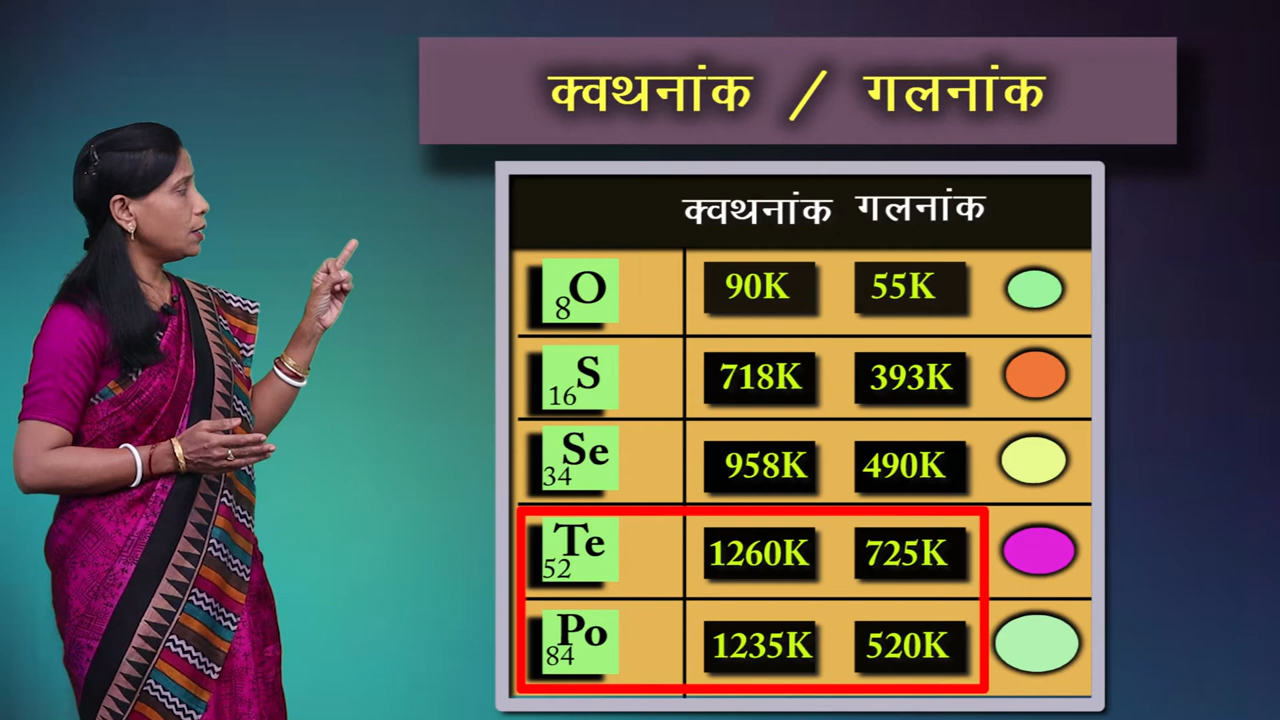 क्वथनांक / गलनांक
क्वथनांक गलनांक
8O 90K 55K
16S 718K 393K
34Se 958K 490K
52Te 1260K 725K
84Po 1235K 520K